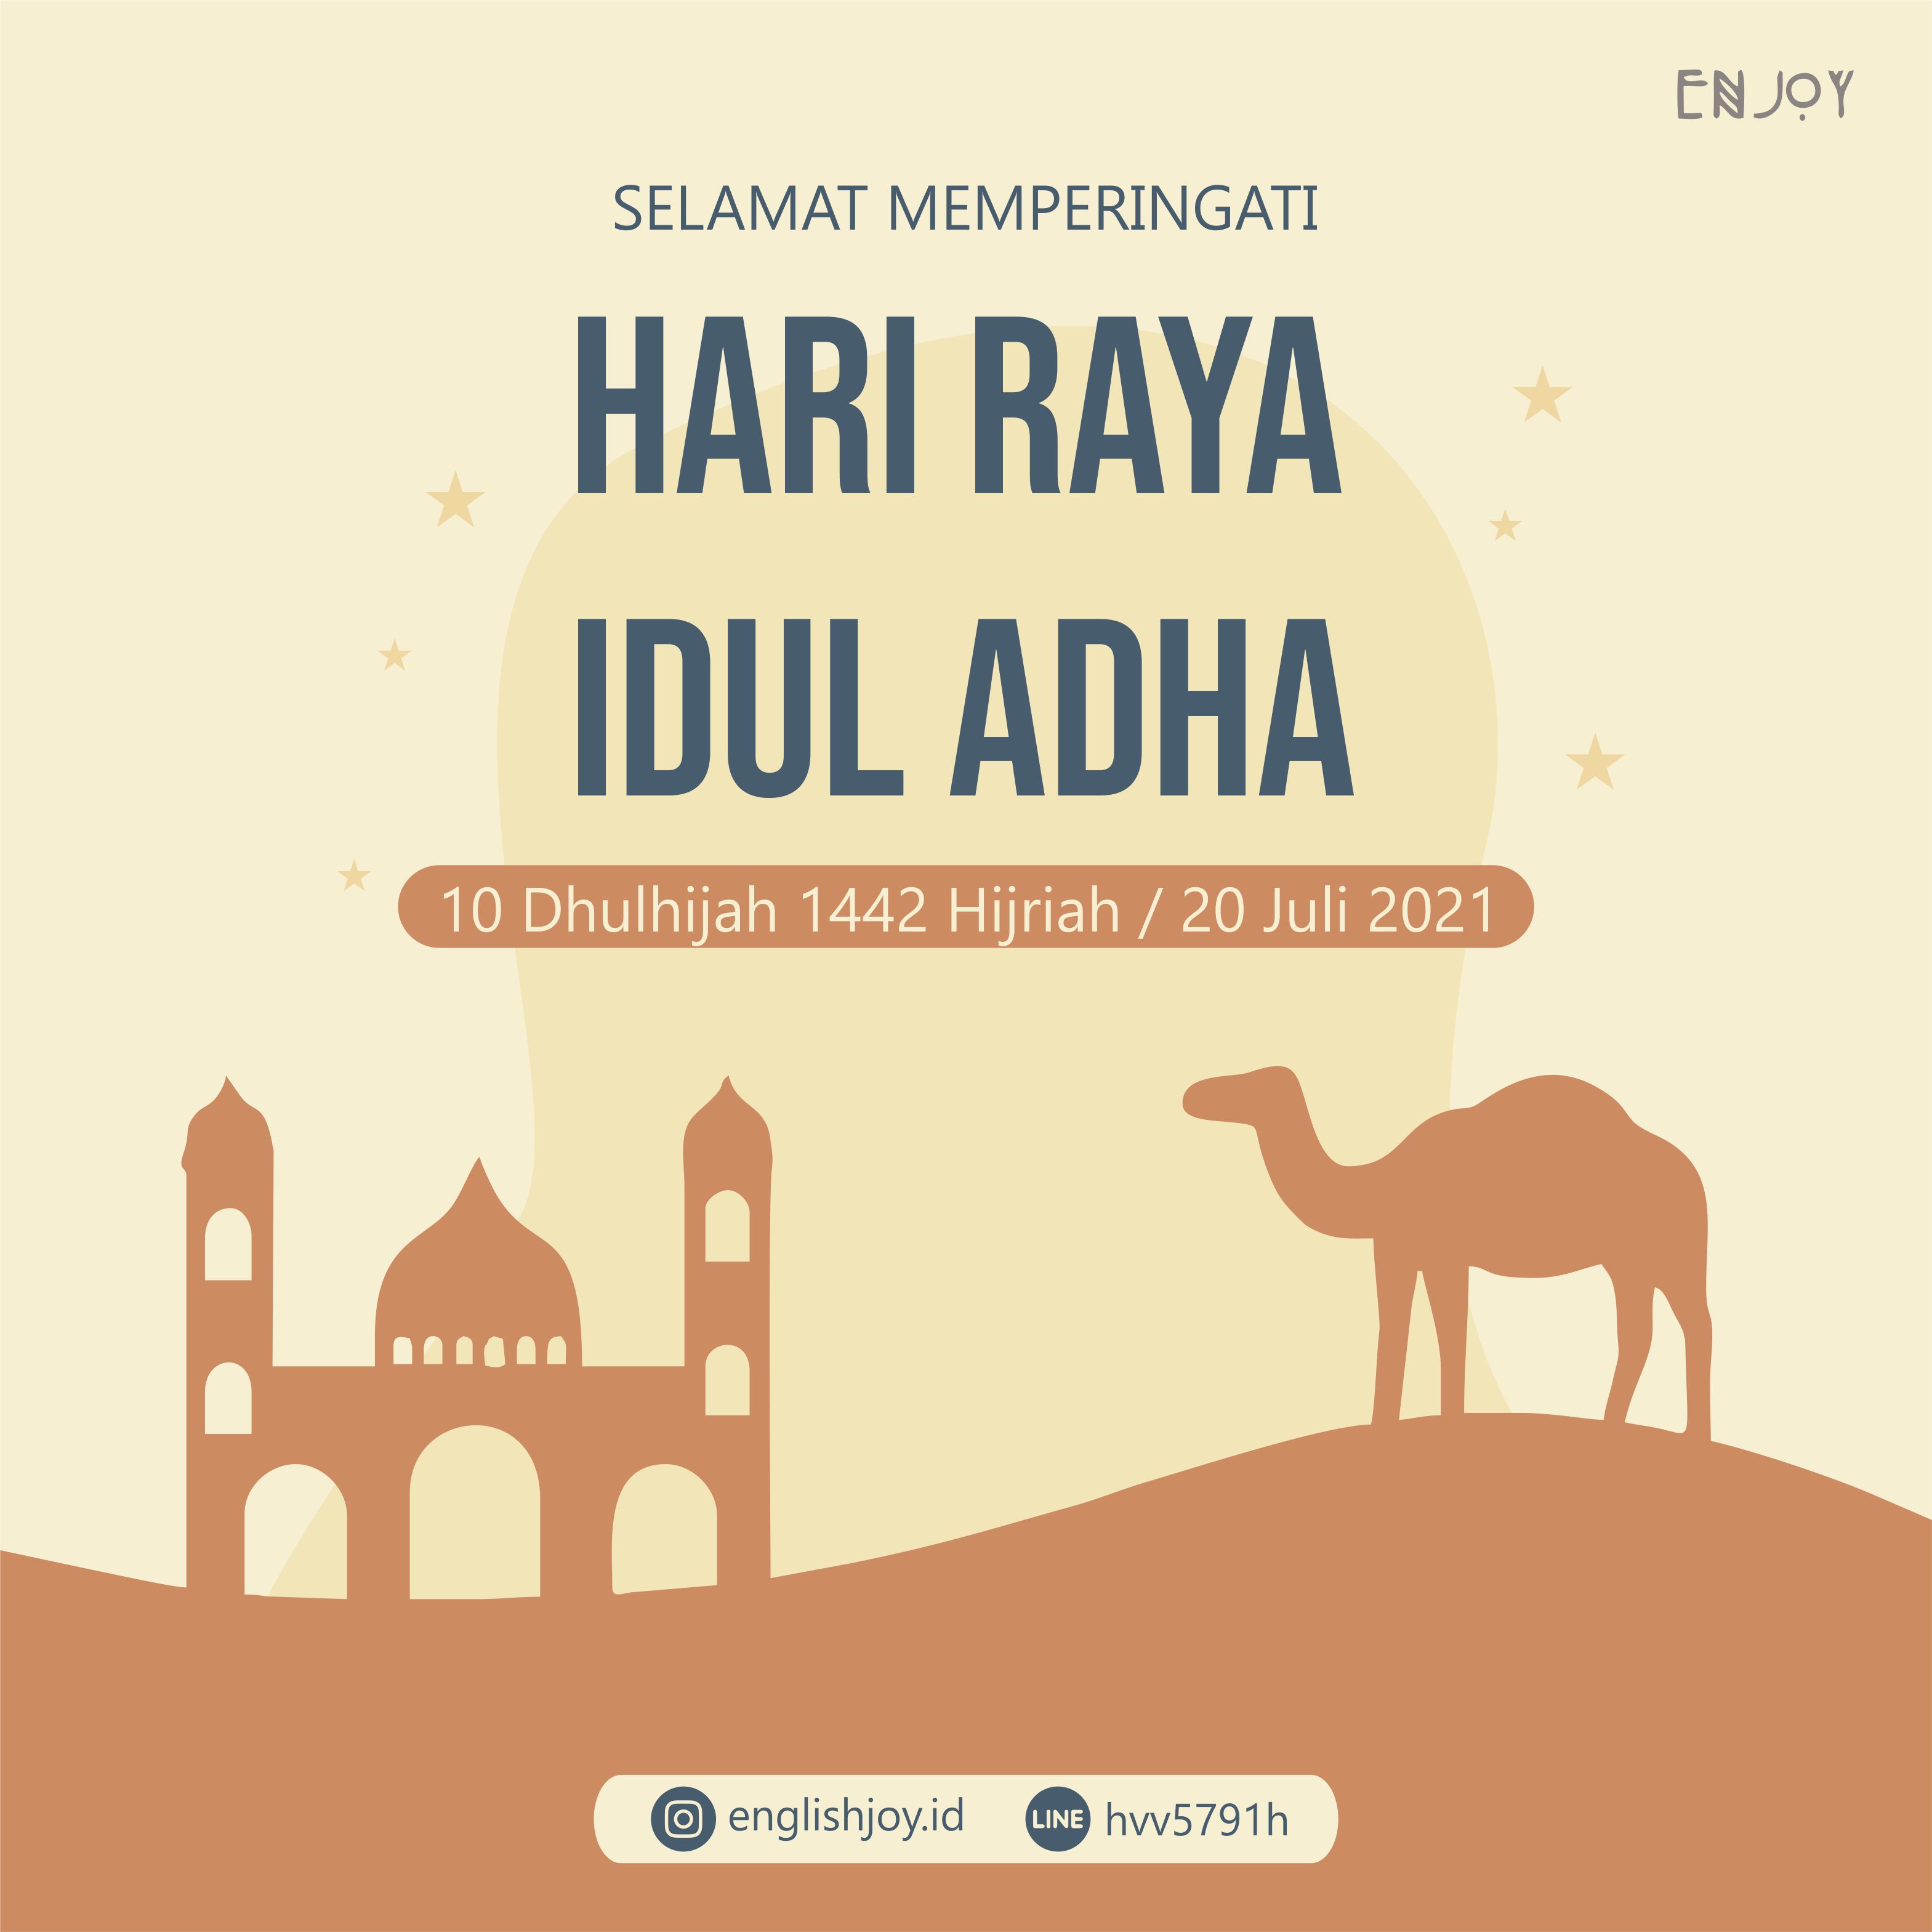 ENJOY
SELAMAT MEMPERINGATI
HARI RAYA
IDUL ADHA
10 Dhulhijah 1442 Hijriah / 20 Juli 2021
englishjoy.id
LINE hvv5791h